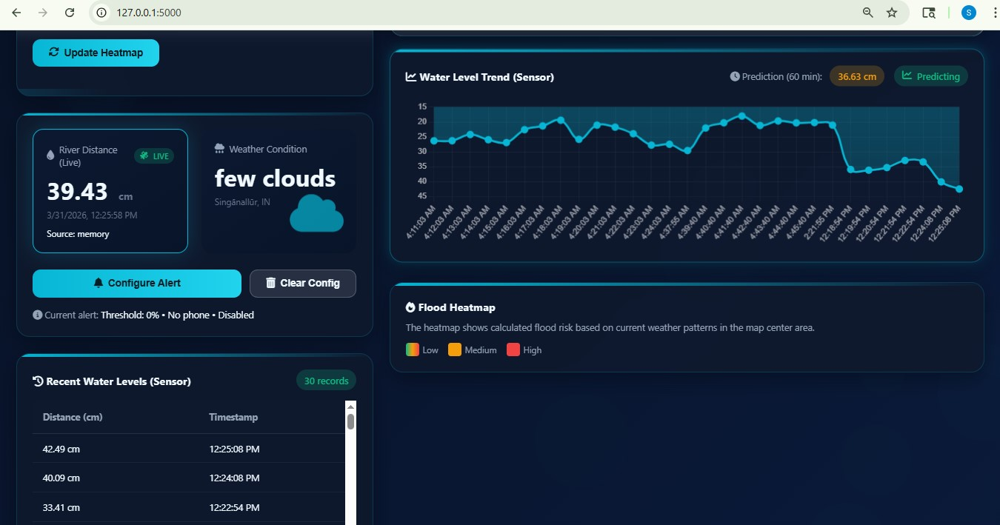 127.0.0.1:5000
S
Update Heatmap
River Distance
(Live)
LIVE
39.43 cm
3/31/2026, 12:25:58 PM
Source: memory
Weather Condition
few clouds
Singānallūr, IN
Configure Alert
Clear Config
Current alert: Threshold: 0% • No phone • Disabled
Recent Water Levels (Sensor)
30 records
Distance (cm) Timestamp
42.49 cm 12:25:08 PM
40.09 cm 12:24:08 PM
33.41 cm 12:22:54 PM
Water Level Trend (Sensor)
Prediction (60 min): 36.63 cm
Predicting
15
20
25
30
35
40
45
4:11:03 AM
4:12:03 AM
4:13:03 AM
4:14:03 AM
4:15:03 AM
4:16:03 AM
4:17:03 AM
4:18:03 AM
4:19:03 AM
4:20:03 AM
4:21:03 AM
4:22:03 AM
4:23:03 AM
4:24:03 AM
4:37:55 AM
4:39:40 AM
4:40:40 AM
4:41:40 AM
4:42:40 AM
4:43:40 AM
4:44:40 AM
4:45:40 AM
2:21:55 PM
12:18:54 PM
12:19:54 PM
12:20:54 PM
12:21:54 PM
12:22:54 PM
12:24:08 PM
12:25:08 PM
Flood Heatmap
The heatmap shows calculated flood risk based on current weather patterns in the map center area.
Low Medium High